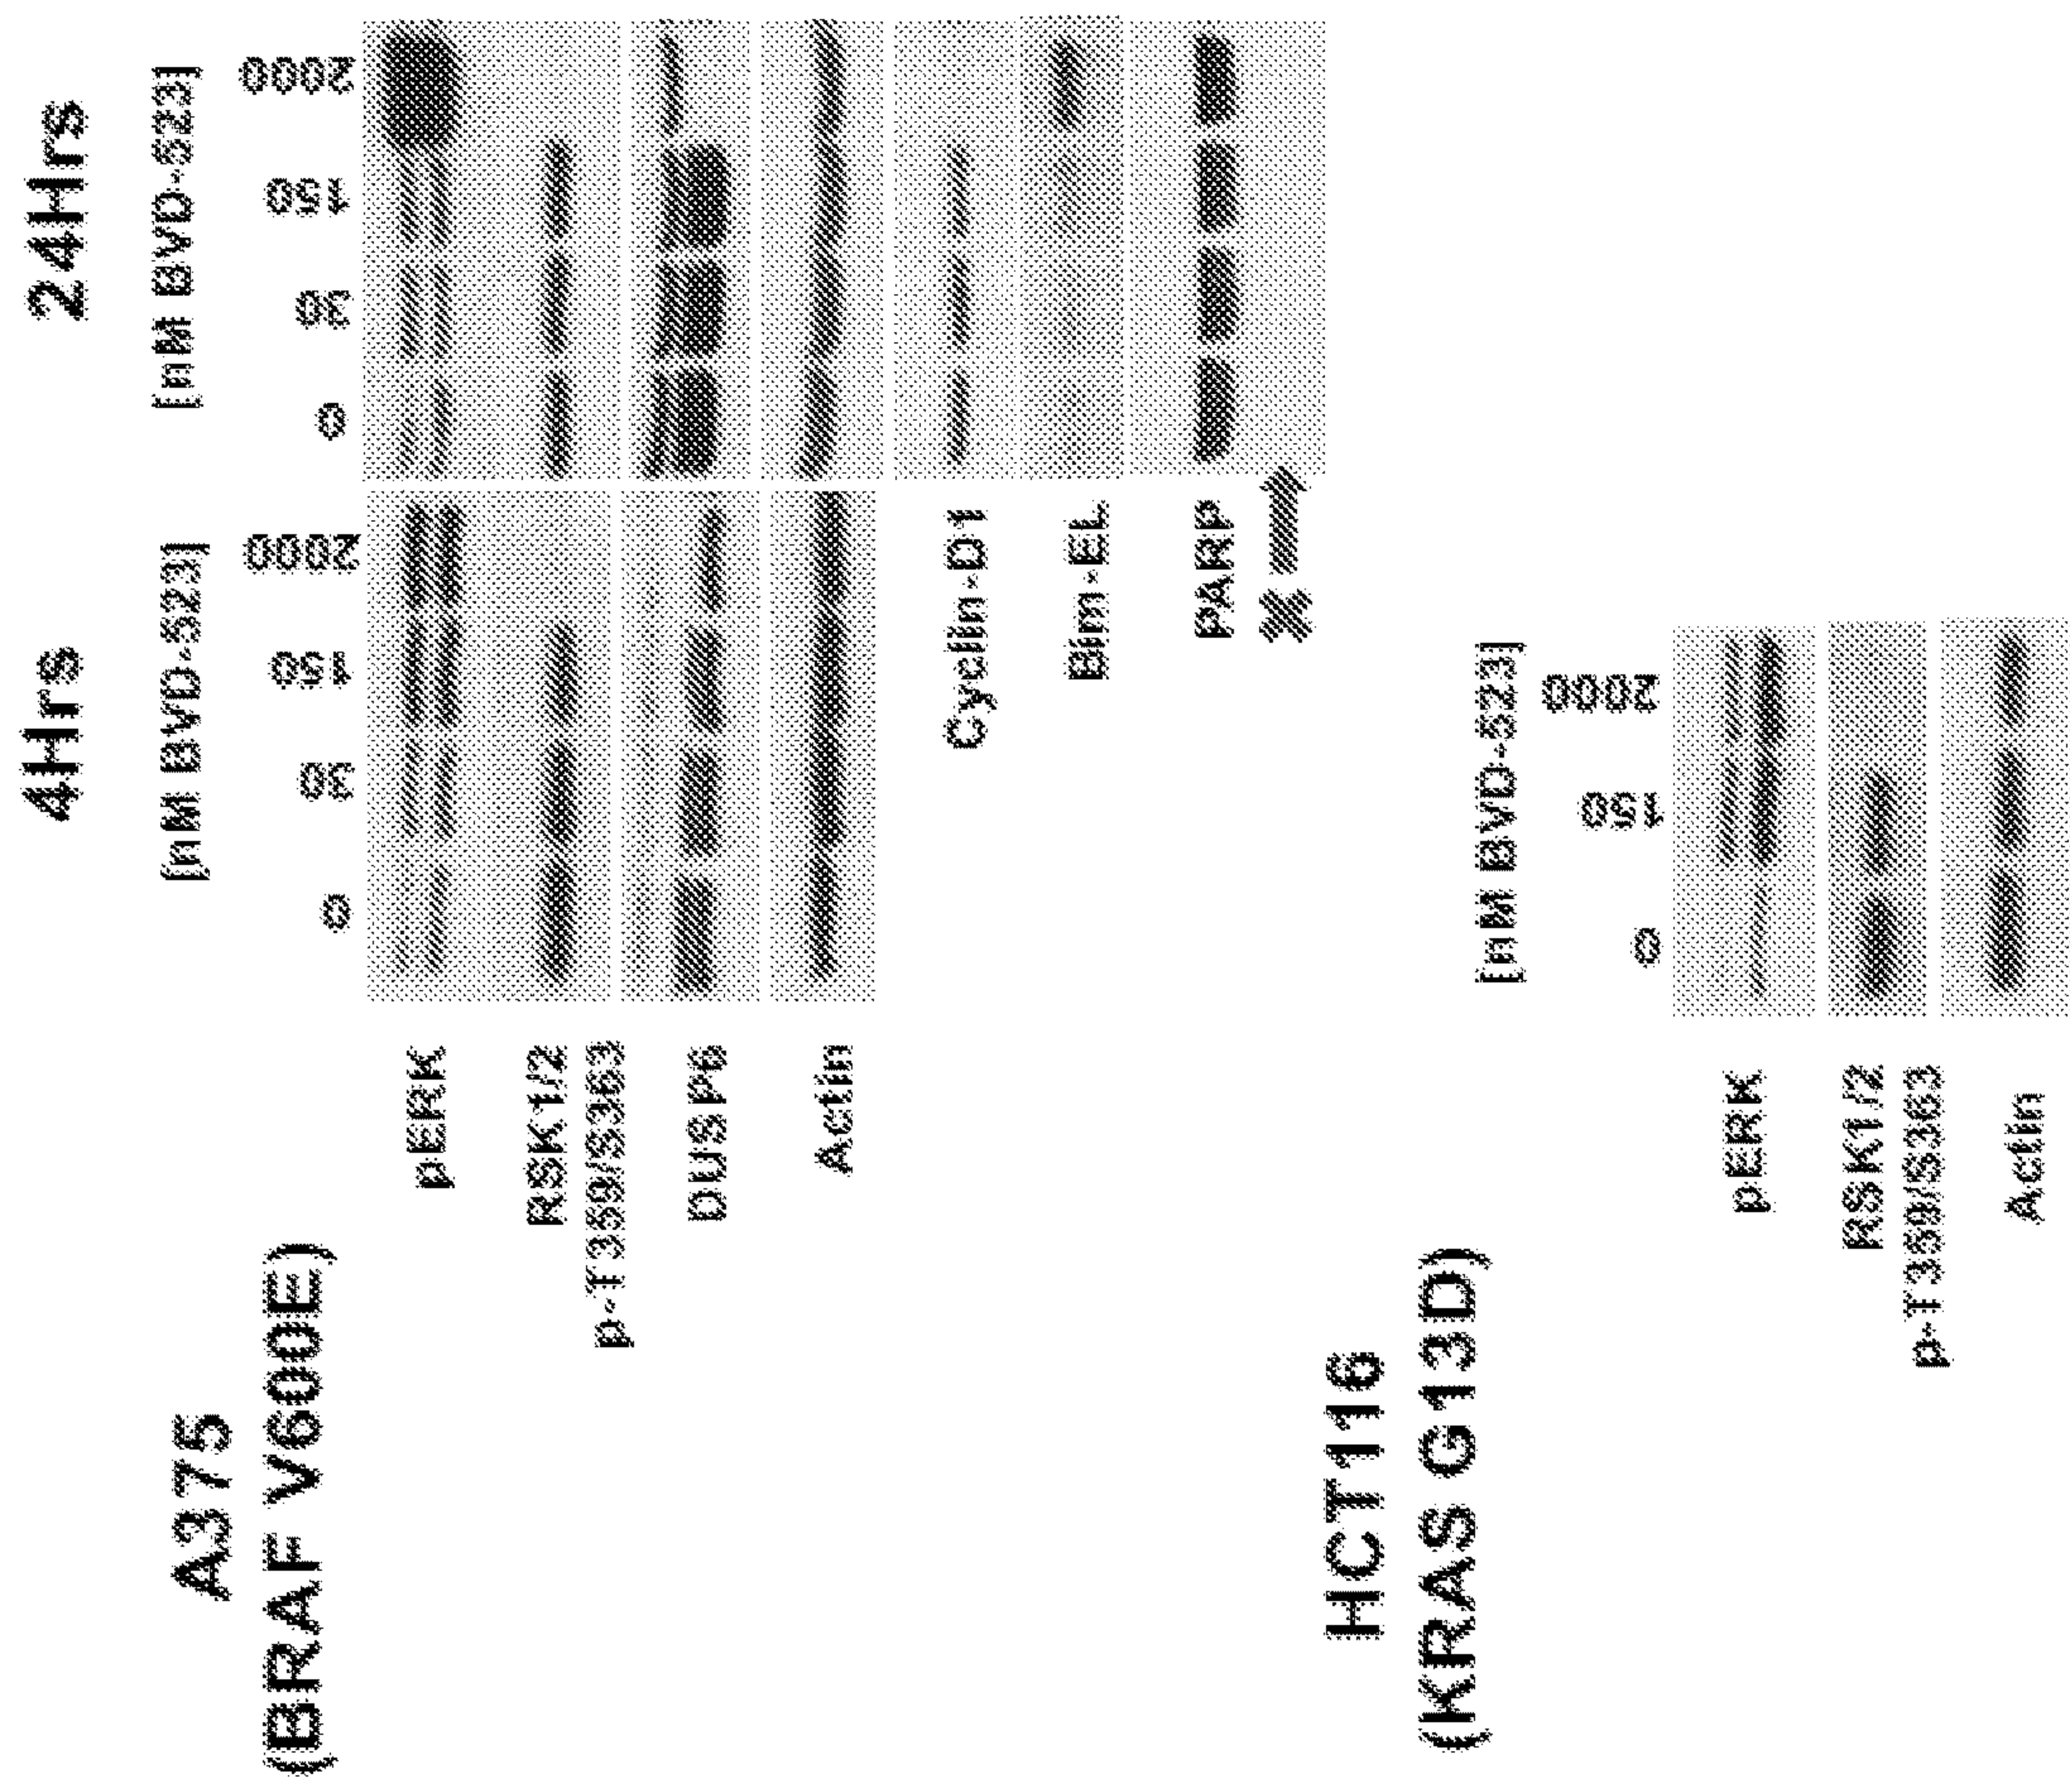 4Hrs
24Hrs
A375
(BRAF V600E)
[nM BVD-523]
[nM BVD-523]
0 30 150 2000
0 30 150 2000
pERK
RSK1/2
p-T359/S363
DUSP6
Actin
Cyclin-D1
Bim-EL
PARP
HCT116
(KRAS G13D)
[nM BVD-523]
0 150 2000
pERK
RSK1/2
p-T359/S363
Actin